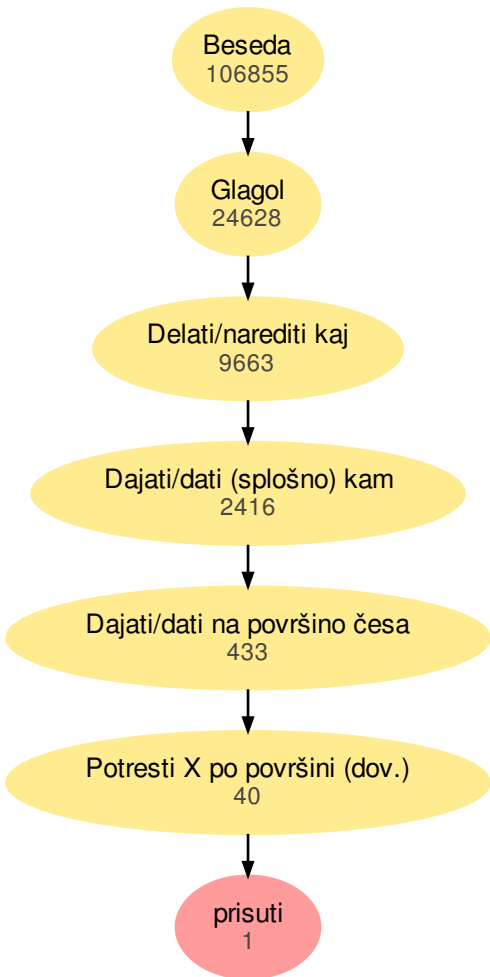 Beseda
106855
Glagol
24628
Delati/narediti kaj
9663
Dajati/dati (splošno) kam
2416
Dajati/dati na površino česa
433
Potresti X po površini (dov.)
40
prisuti
1